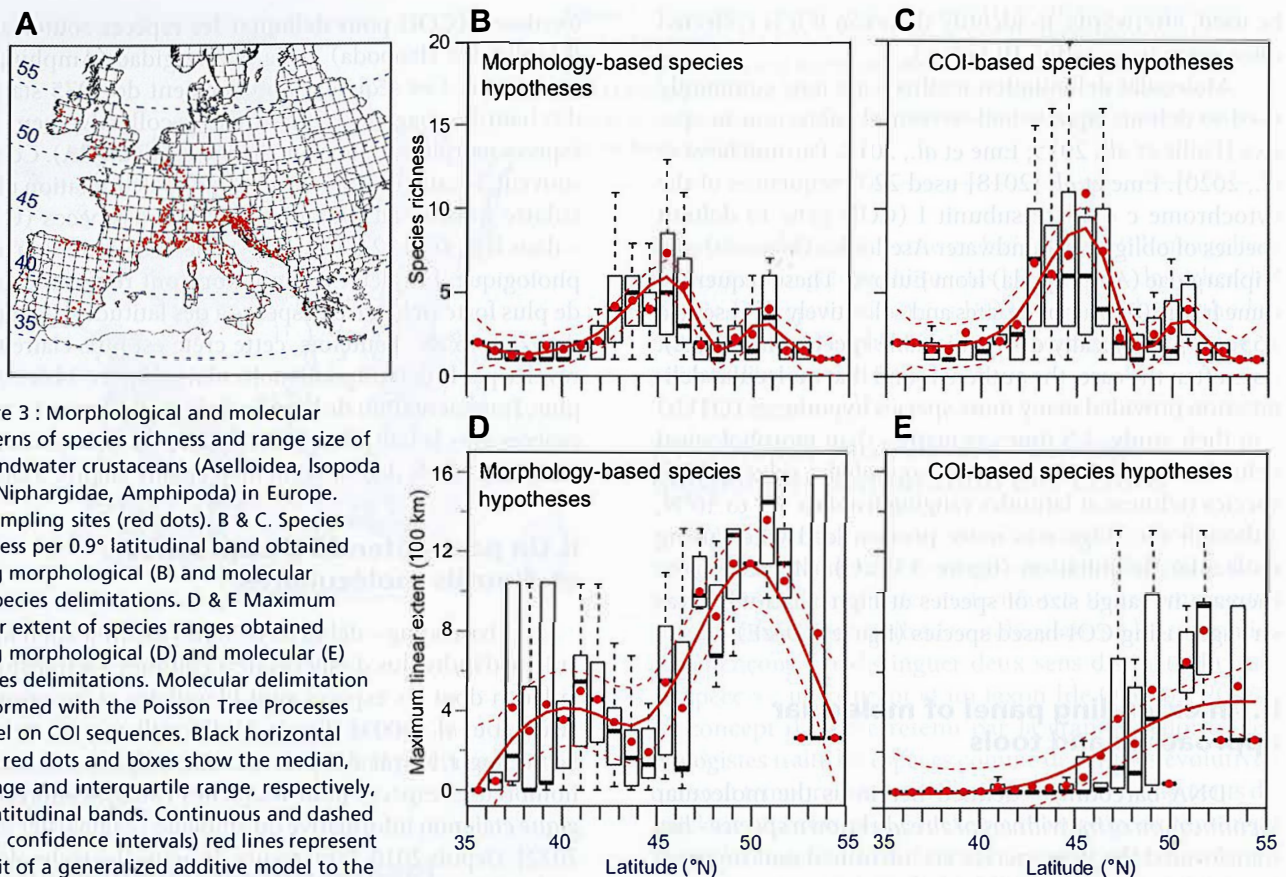 A
55
50
45
40
35
B
20
15
10
5
0
Species richness
Morphology-based species
hypotheses
C
COI-based species hypotheses
D
16
12
8
4
0
Maximum linear extent (100 km)
Morphology-based species
hypotheses
35 40 45 50 55
Latitude (°N)
E
COI-based species hypotheses
35 40 45 50 55
Latitude (°N)
re 3 : Morphological and molecular
erns of species richness and range size of
ndwater crustaceans (Aselloidea, Isopoda
Niphargidae, Amphipoda) in Europe.
mpling sites (red dots). B & C. Species
ess per 0.9° latitudinal band obtained
g morphological (B) and molecular
pecies delimitations. D & E Maximum
r extent of species ranges obtained
g morphological (D) and molecular (E)
es delimitations. Molecular delimitation
ormed with the Poisson Tree Processes
el on COI sequences. Black horizontal
red dots and boxes show the median,
age and interquartile range, respectively,
titudinal bands. Continuous and dashed
confidence intervals) red lines represent
it of a generalized additive model to the